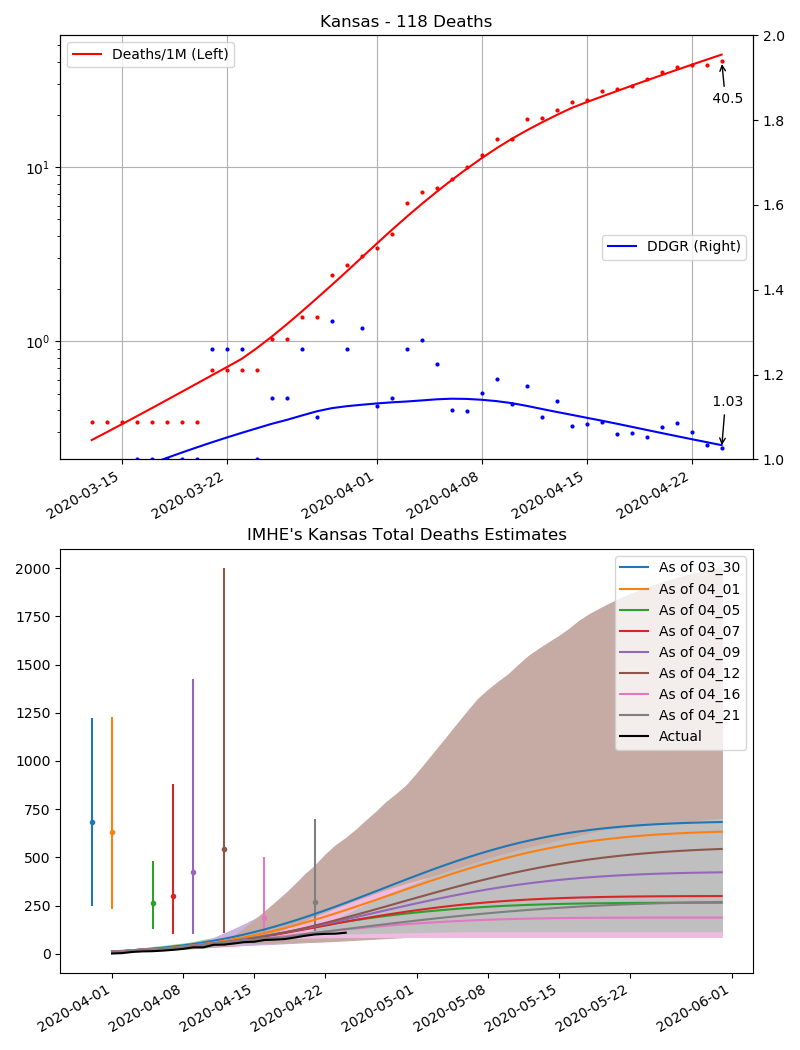 Kansas - 118 Deaths
Deaths/1M (Left)
DDGR (Right)
40.5
1.03
10¹
10⁰
2.0
1.8
1.6
1.4
1.2
1.0
2020-03-15
2020-03-22
2020-04-01
2020-04-08
2020-04-15
2020-04-22
IMHE's Kansas Total Deaths Estimates
2000
1750
1500
1250
1000
750
500
250
0
As of 03_30
As of 04_01
As of 04_05
As of 04_07
As of 04_09
As of 04_12
As of 04_16
As of 04_21
Actual
2020-04-01
2020-04-08
2020-04-15
2020-04-22
2020-05-01
2020-05-08
2020-05-15
2020-05-22
2020-06-01